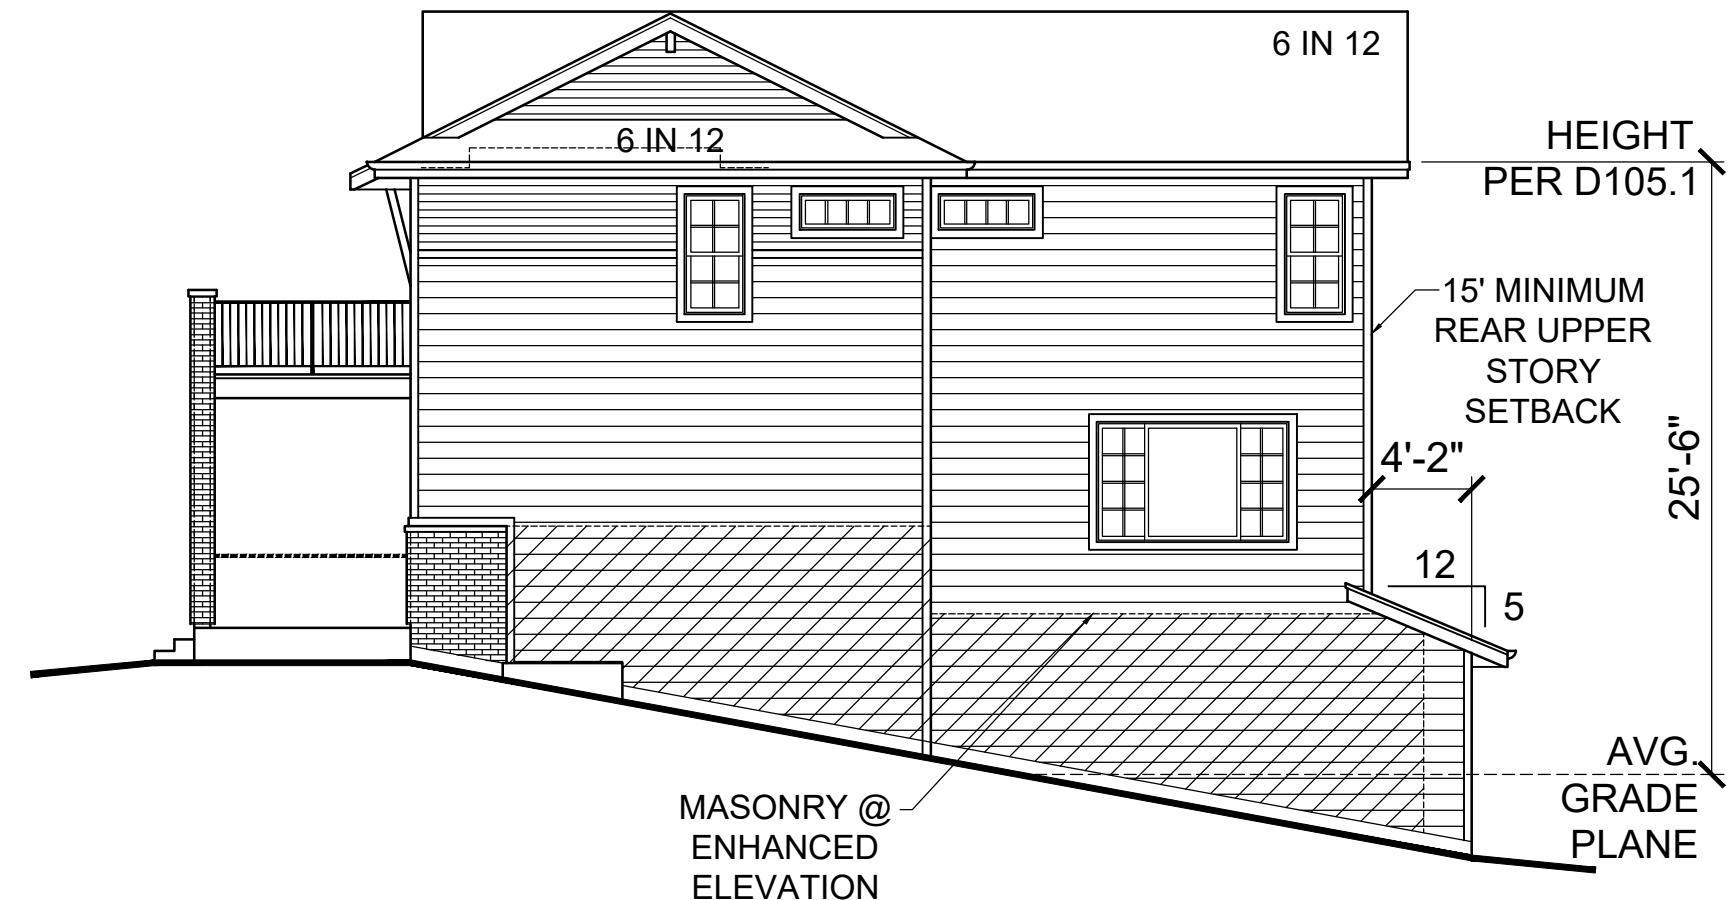 6 IN 12
6 IN 12
HEIGHT
PER D105.1
15' MINIMUM
REAR UPPER
STORY
SETBACK
4'-2"
25'-6"
12
5
AVG.
GRADE
PLANE
MASONRY @
ENHANCED
ELEVATION